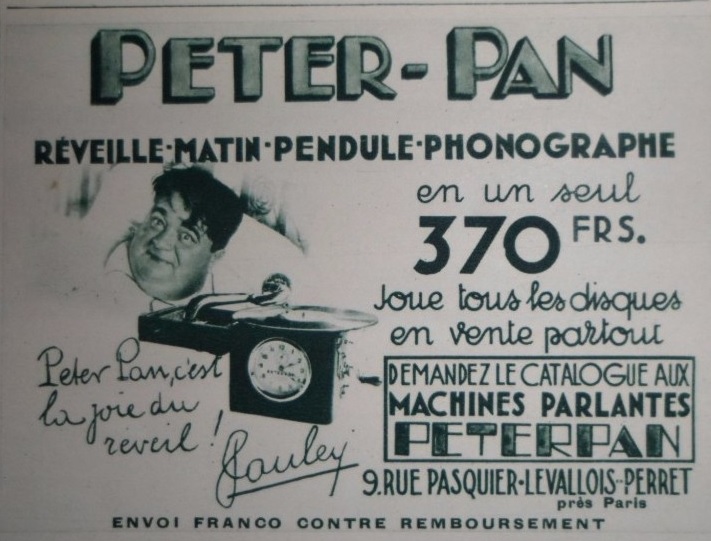 PETER-PAN
RÉVEILLE·MATIN·PENDULE·PHONOGRAPHE
en un seul
370 FRS.
Joue tous les disques
en vente partout
Peter Pan, c'est
la joie du
réveil !
Pauley
DEMANDEZ LE CATALOGUE AUX
MACHINES PARLANTES
PETERPAN
9. RUE PASQUIER·LEVALLOIS-PERRET
près Paris
ENVOI FRANCO CONTRE REMBOURSEMENT